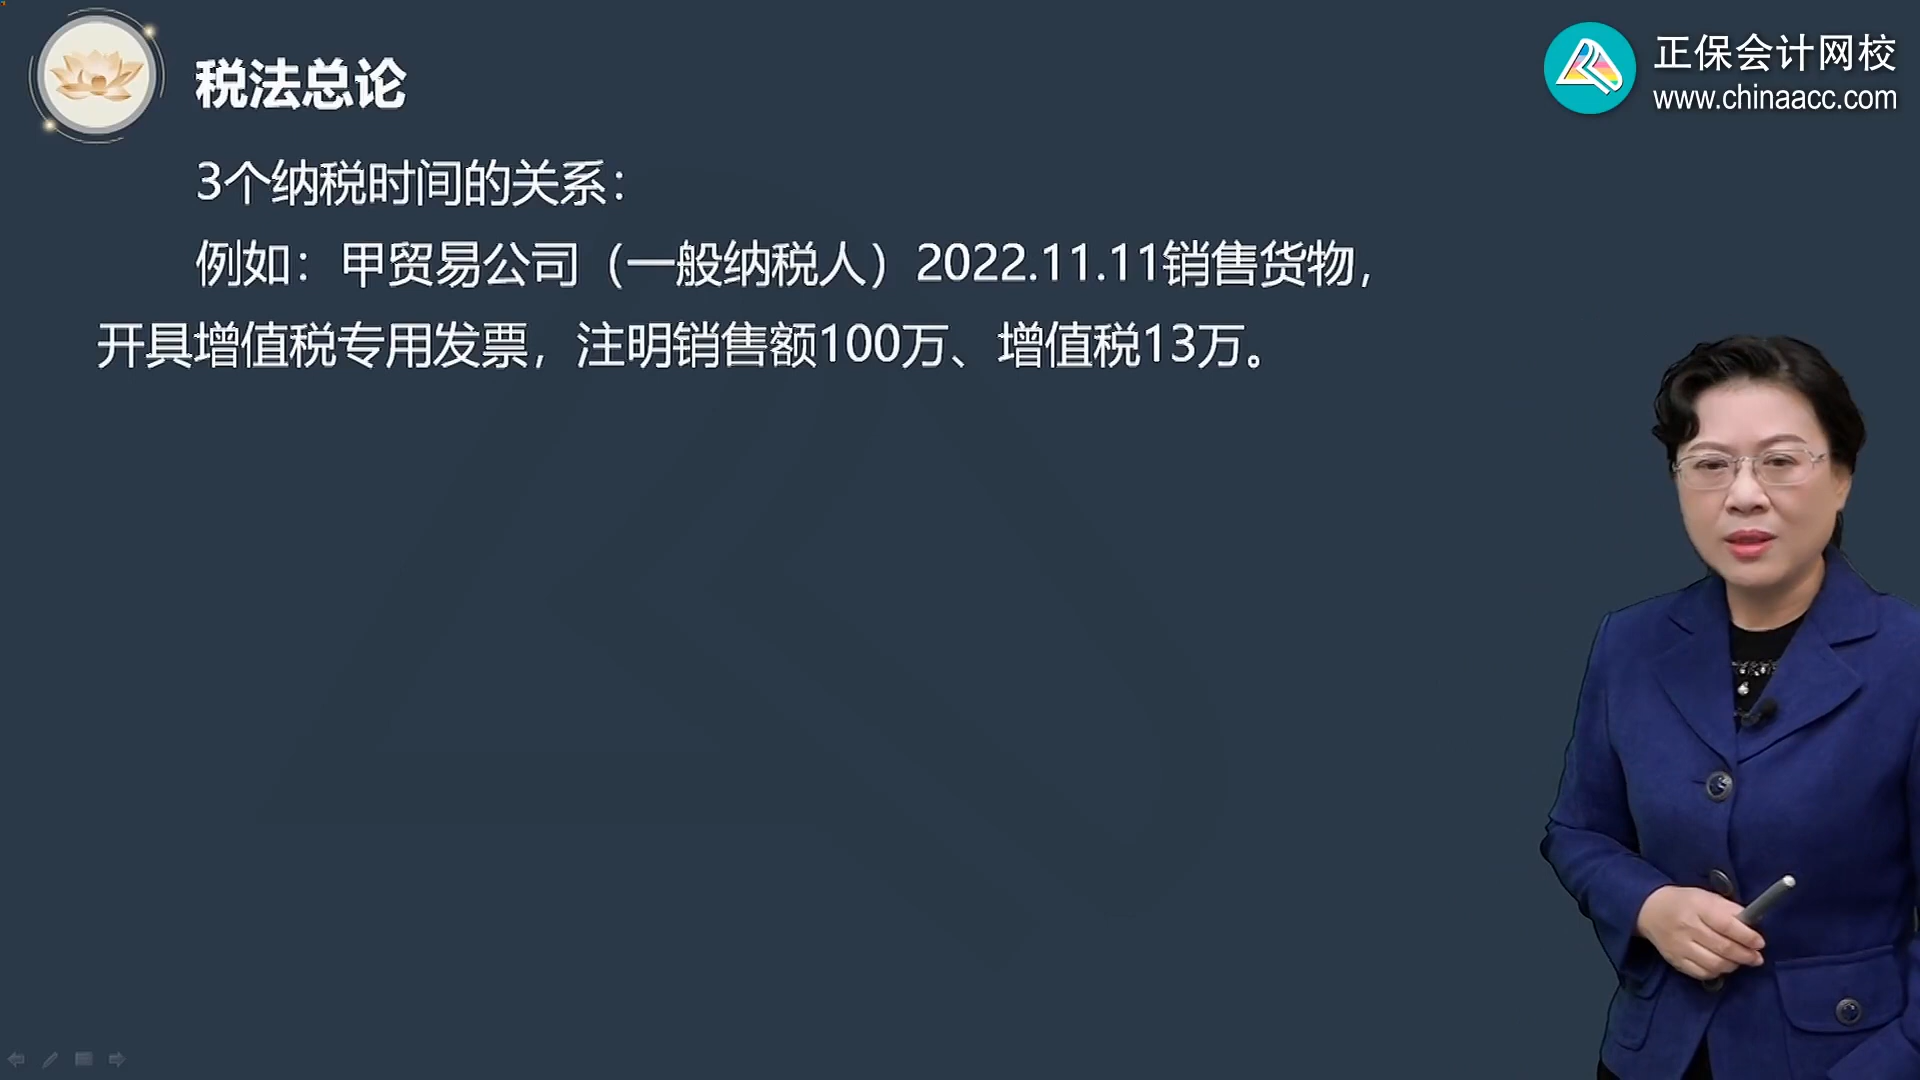 税法总论
正保会计网校
www.chinaacc.com
3个纳税时间的关系：
例如：甲贸易公司（一般纳税人）2022.11.11销售货物，
开具增值税专用发票，注明销售额100万、增值税13万。